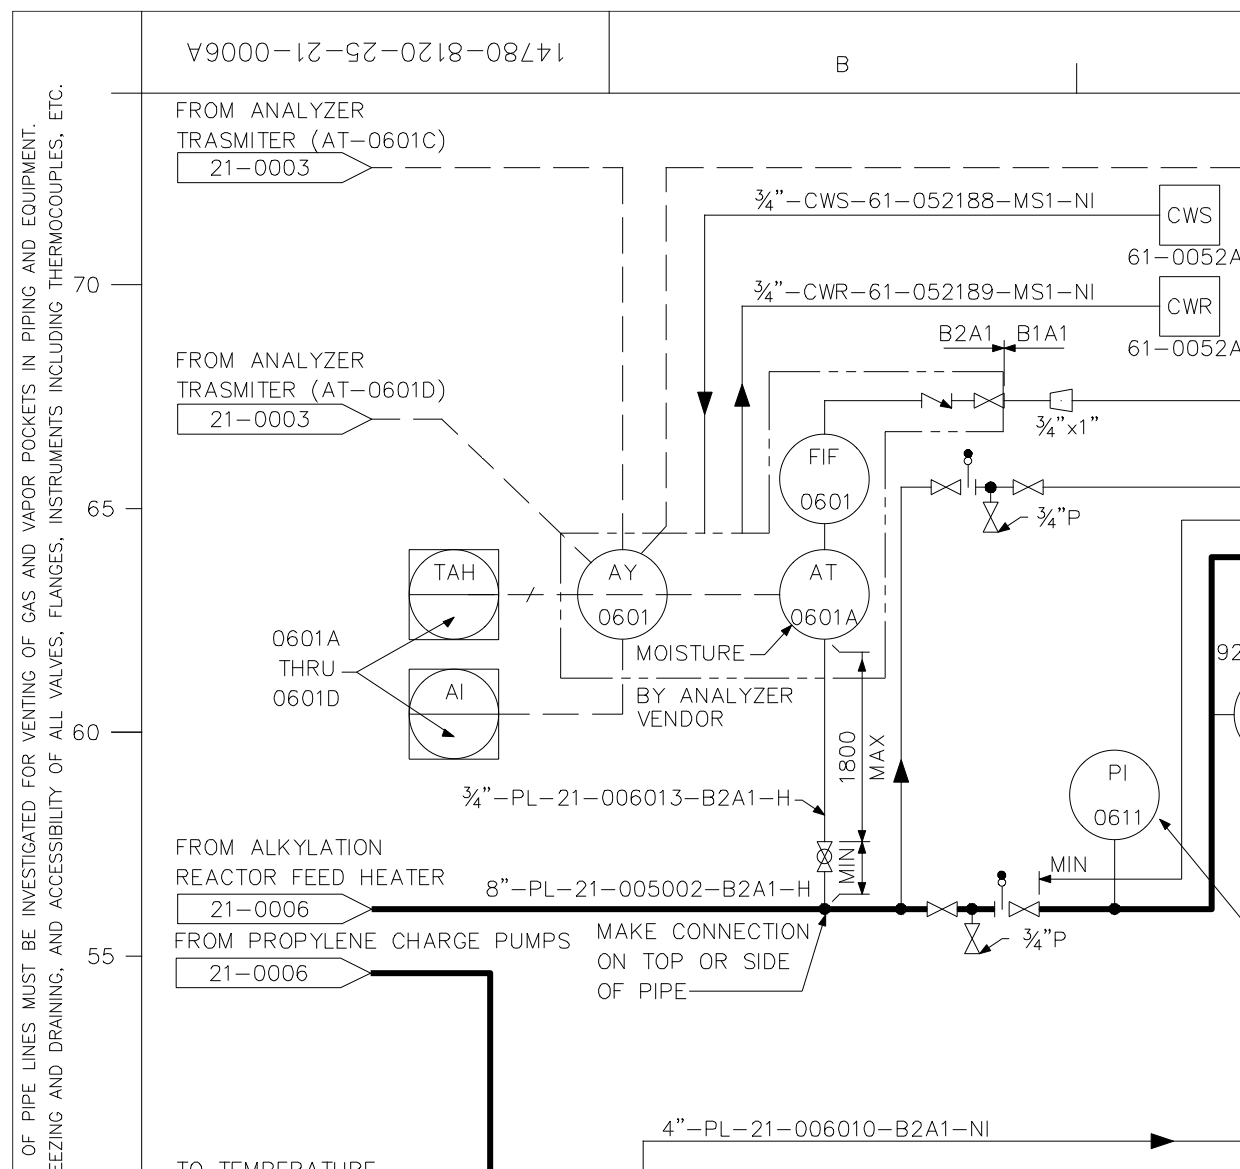 14780-8120-25-21-0006A
B
OF PIPE LINES MUST BE INVESTIGATED FOR VENTING OF GAS AND VAPOR POCKETS IN PIPING AND EQUIPMENT.
EEZING AND DRAINING, AND ACCESSIBILITY OF ALL VALVES, FLANGES, INSTRUMENTS INCLUDING THERMOCOUPLES, ETC.
FROM ANALYZER
TRASMITER (AT-0601C)
21-0003
¾"-CWS-61-052188-MS1-NI
CWS
61-0052A
70
¾"-CWR-61-052189-MS1-NI
CWR
61-0052A
B2A1
B1A1
FROM ANALYZER
TRASMITER (AT-0601D)
21-0003
¾"x1"
FIF
0601
65
¾"P
TAH
AY
0601
AT
0601A
0601A
THRU
0601D
MOISTURE
AI
BY ANALYZER
VENDOR
92
60
1800
MAX
PI
0611
¾"-PL-21-006013-B2A1-H
FROM ALKYLATION
REACTOR FEED HEATER
21-0006
MIN
MIN
8"-PL-21-005002-B2A1-H
FROM PROPYLENE CHARGE PUMPS
21-0006
MAKE CONNECTION
ON TOP OR SIDE
OF PIPE
¾"P
55
4"-PL-21-006010-B2A1-NI
TO TEMPERATURE